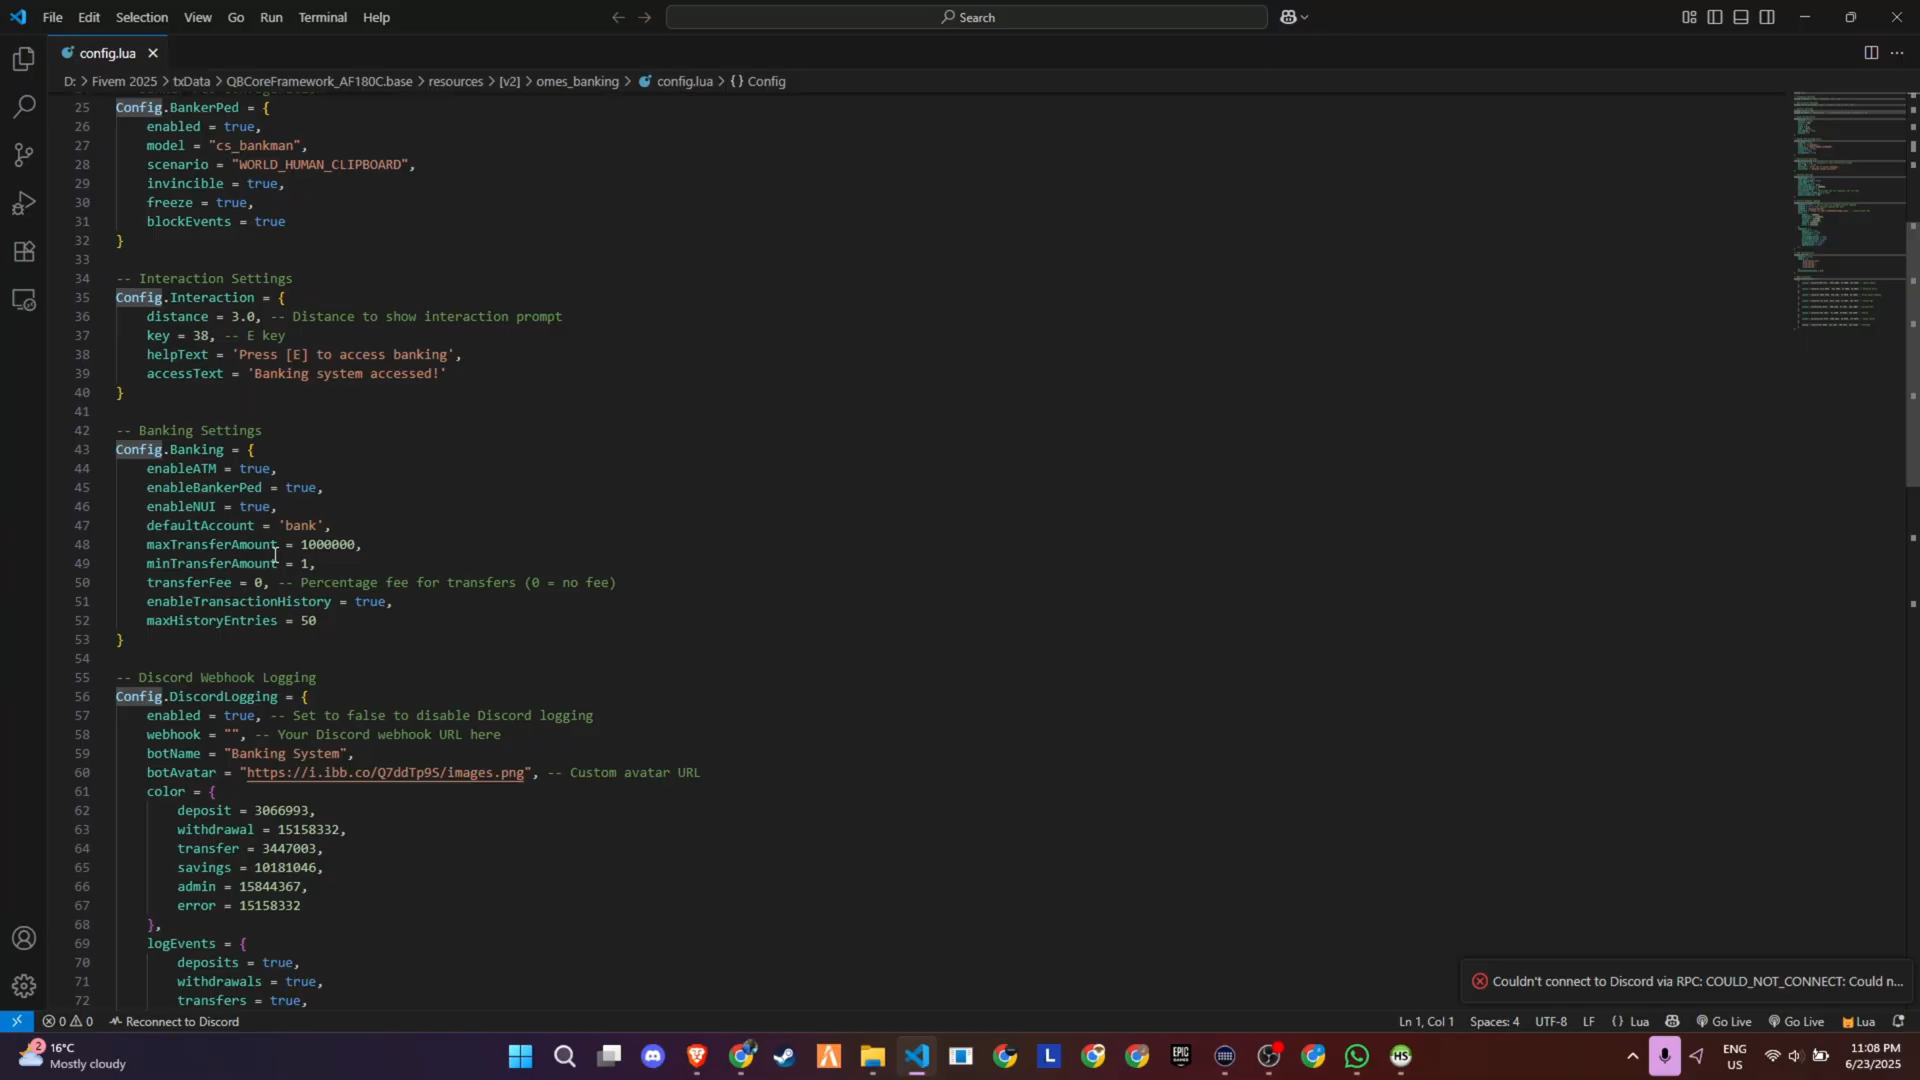 File Edit Selection View Go Run Terminal Help
Search
config.lua
D: > Fivem 2025 > txData > QBCoreFramework_AF180C.base > resources > [v2] > omes_banking > config.lua > {} Config
25 Config.BankerPed = {
26 enabled = true,
27 model = "cs_bankman",
28 scenario = "WORLD_HUMAN_CLIPBOARD",
29 invincible = true,
30 freeze = true,
31 blockEvents = true
32 }
33
34 -- Interaction Settings
35 Config.Interaction = {
36 distance = 3.0, -- Distance to show interaction prompt
37 key = 38, -- E key
38 helpText = 'Press [E] to access banking',
39 accessText = 'Banking system accessed!'
40 }
41
42 -- Banking Settings
43 Config.Banking = {
44 enableATM = true,
45 enableBankerPed = true,
46 enableNUI = true,
47 defaultAccount = 'bank',
48 maxTransferAmount = 1000000,
49 minTransferAmount = 1,
50 transferFee = 0, -- Percentage fee for transfers (0 = no fee)
51 enableTransactionHistory = true,
52 maxHistoryEntries = 50
53 }
54
55 -- Discord Webhook Logging
56 Config.DiscordLogging = {
57 enabled = true, -- Set to false to disable Discord logging
58 webhook = "", -- Your Discord webhook URL here
59 botName = "Banking System",
60 botAvatar = "https://i.ibb.co/Q7ddTp9S/images.png", -- Custom avatar URL
61 color = {
62 deposit = 3066993,
63 withdrawal = 15158332,
64 transfer = 3447003,
65 savings = 10181046,
66 admin = 15844367,
67 error = 15158332
68 },
69 logEvents = {
70 deposits = true,
71 withdrawals = true,
72 transfers = true,
Couldn't connect to Discord via RPC: COULD_NOT_CONNECT: Could n...
0 0 Reconnect to Discord Ln 1, Col 1 Spaces: 4 UTF-8 LF {} Lua Go Live Go Live Lua
2 16°C
Mostly cloudy
L
EPIC GAMES
HS
ENG
US
11:08 PM
6/23/2025